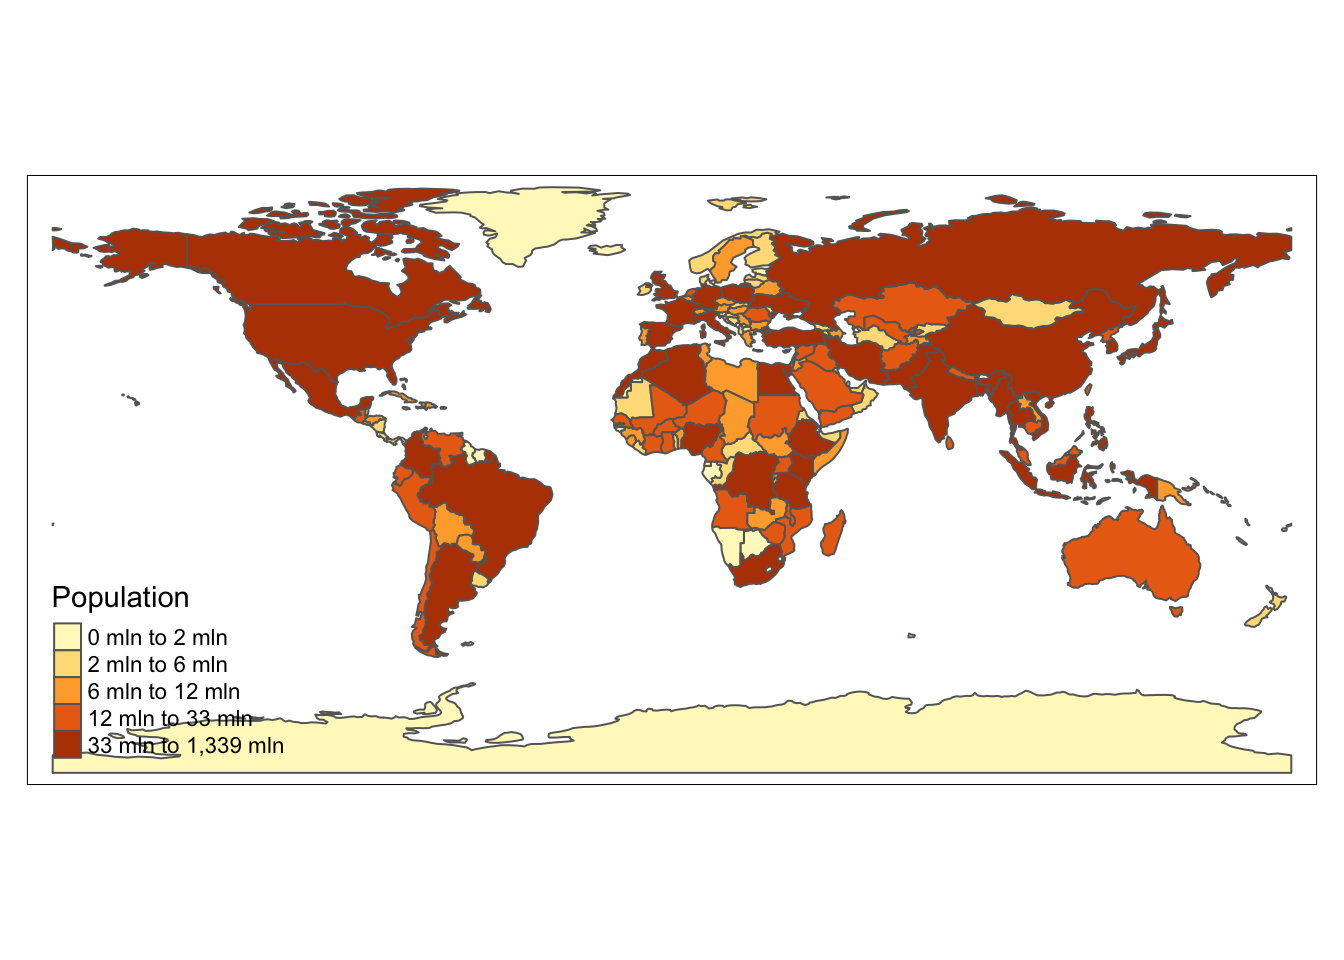 Population
0 mln to 2 mln
2 mln to 6 mln
6 mln to 12 mln
12 mln to 33 mln
33 mln to 1,339 mln